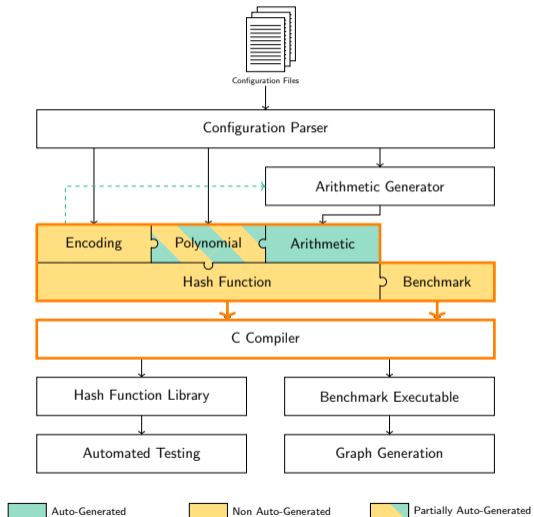 Configuration Files
Configuration Parser
Arithmetic Generator
Encoding Polynomial Arithmetic
Hash Function Benchmark
C Compiler
Hash Function Library Benchmark Executable
Automated Testing Graph Generation
Auto-Generated Non Auto-Generated Partially Auto-Generated